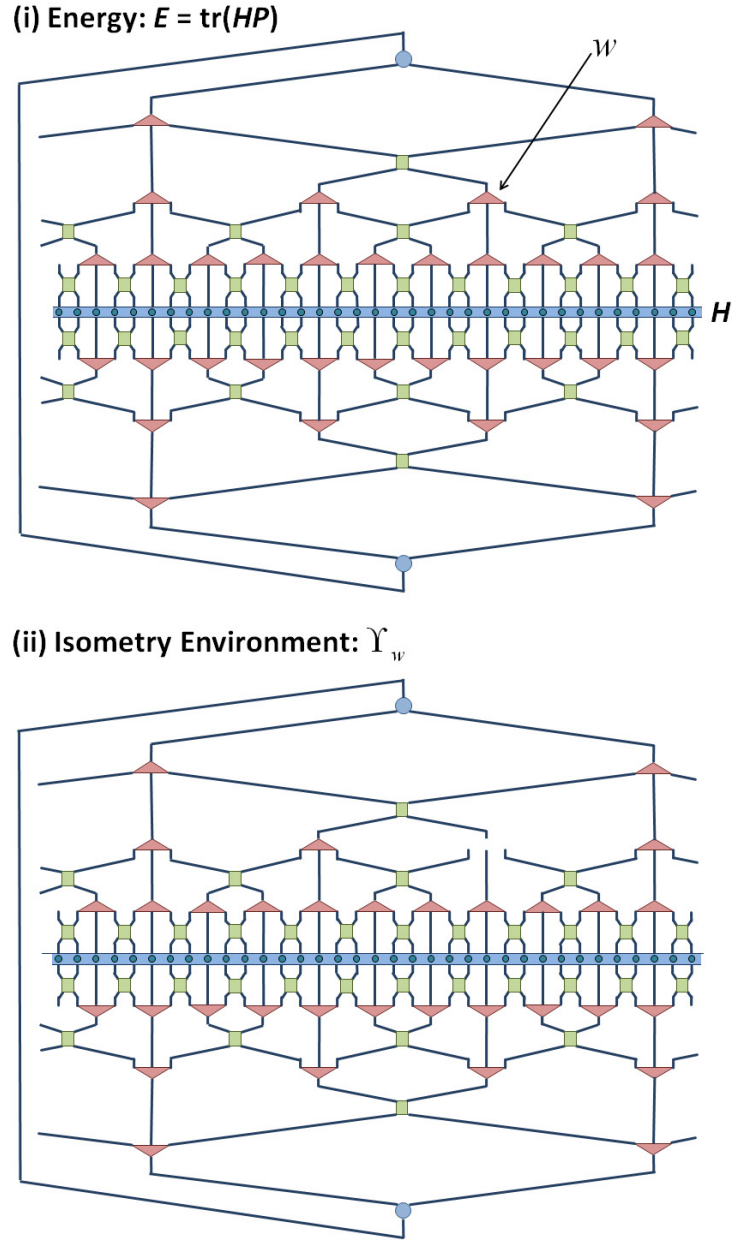 (i) Energy: E = tr(HP)
w
H
(ii) Isometry Environment: ϒw